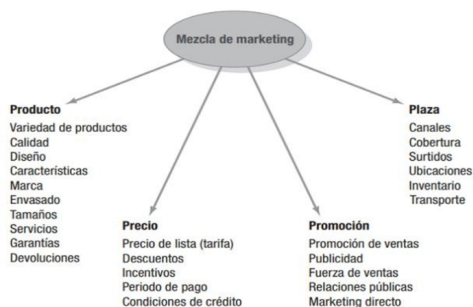 Mezcla de marketing
Producto
Variedad de productos
Calidad
Diseño
Características
Marca
Envasado
Tamaños
Servicios
Garantías
Devoluciones
Precio
Precio de lista (tarifa)
Descuentos
Incentivos
Periodo de pago
Condiciones de crédito
Promoción
Promoción de ventas
Publicidad
Fuerza de ventas
Relaciones públicas
Marketing directo
Plaza
Canales
Cobertura
Surtidos
Ubicaciones
Inventario
Transporte